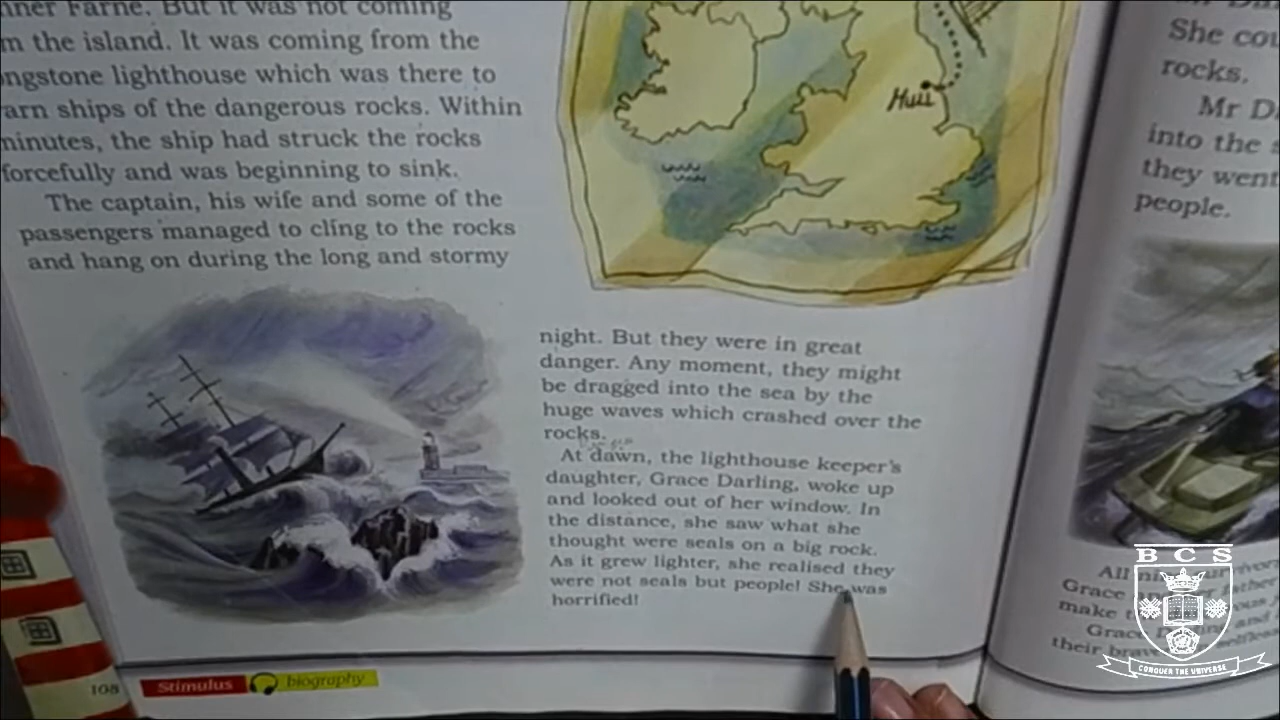 Farne. But it was not coming
the island. It was coming from the
lighthouse which was there to
ships of the dangerous rocks. Within
minutes, the ship had struck the rocks
forcefully and was beginning to sink.
The captain, his wife and some of the
passengers managed to cling to the rocks
and hang on during the long and stormy
Hull
night. But they were in great
danger. Any moment, they might
be dragged into the sea by the
huge waves which crashed over the
rocks.
At dawn, the lighthouse keeper's
daughter, Grace Darling, woke up
and looked out of her window. In
the distance, she saw what she
thought were seals on a big rock.
As it grew lighter, she realised they
were not seals but people! She was
horrified!
108
Stimulus biography
She
rocks.
Mr
into the
they went
people.
All
Grace
make
Grace Darling and
their
BCS
CONQUER THE UNIVERSE